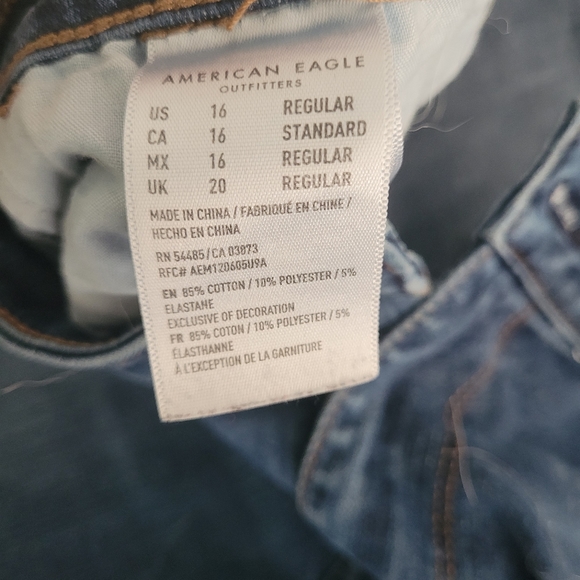 AMERICAN EAGLE
OUTFITTERS
US 16 REGULAR
CA 16 STANDARD
MX 16 REGULAR
UK 20 REGULAR
MADE IN CHINA / FABRIQUÉ EN CHINE /
HECHO EN CHINA
RN 54485 / CA 03873
RFC# AEM120605U9A
EN 85% COTTON / 10% POLYESTER / 5%
ELASTANE
EXCLUSIVE OF DECORATION
FR 85% COTON / 10% POLYESTER / 5%
ÉLASTHANNE
À L'EXCEPTION DE LA GARNITURE